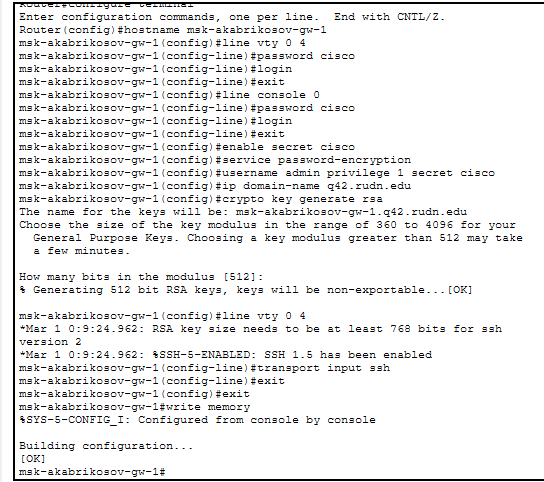 Router#configure terminal
Enter configuration commands, one per line.  End with CNTL/Z.
Router(config)#hostname msk-akabrikosov-gw-1
msk-akabrikosov-gw-1(config)#line vty 0 4
msk-akabrikosov-gw-1(config-line)#password cisco
msk-akabrikosov-gw-1(config-line)#login
msk-akabrikosov-gw-1(config-line)#exit
msk-akabrikosov-gw-1(config)#line console 0
msk-akabrikosov-gw-1(config-line)#password cisco
msk-akabrikosov-gw-1(config-line)#login
msk-akabrikosov-gw-1(config-line)#exit
msk-akabrikosov-gw-1(config)#enable secret cisco
msk-akabrikosov-gw-1(config)#service password-encryption
msk-akabrikosov-gw-1(config)#username admin privilege 1 secret cisco
msk-akabrikosov-gw-1(config)#ip domain-name q42.rudn.edu
msk-akabrikosov-gw-1(config)#crypto key generate rsa
The name for the keys will be: msk-akabrikosov-gw-1.q42.rudn.edu
Choose the size of the key modulus in the range of 360 to 4096 for your
  General Purpose Keys. Choosing a key modulus greater than 512 may take
  a few minutes.

How many bits in the modulus [512]:
% Generating 512 bit RSA keys, keys will be non-exportable...[OK]

msk-akabrikosov-gw-1(config)#line vty 0 4
*Mar 1 0:9:24.962: RSA key size needs to be at least 768 bits for ssh
version 2
*Mar 1 0:9:24.962: %SSH-5-ENABLED: SSH 1.5 has been enabled
msk-akabrikosov-gw-1(config-line)#transport input ssh
msk-akabrikosov-gw-1(config-line)#exit
msk-akabrikosov-gw-1(config)#exit
msk-akabrikosov-gw-1#write memory
%SYS-5-CONFIG_I: Configured from console by console

Building configuration...
[OK]
msk-akabrikosov-gw-1#